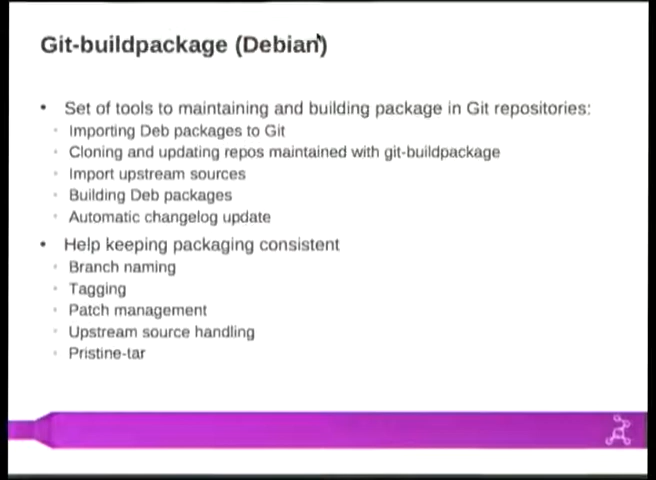 Git-buildpackage (Debian)
• Set of tools to maintaining and building package in Git repositories:
• Importing Deb packages to Git
• Cloning and updating repos maintained with git-buildpackage
• Import upstream sources
• Building Deb packages
• Automatic changelog update
• Help keeping packaging consistent
• Branch naming
• Tagging
• Patch management
• Upstream source handling
• Pristine-tar